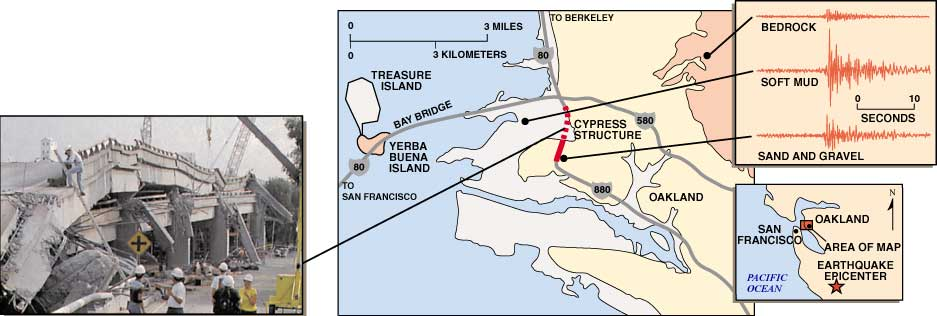 0 3 MILES
0 3 KILOMETERS
TO BERKELEY
80
TREASURE
ISLAND
BAY BRIDGE
YERBA
BUENA
ISLAND
80
TO
SAN FRANCISCO
CYPRESS
STRUCTURE
580
880
OAKLAND
BEDROCK
SOFT MUD
0 10
SECONDS
SAND AND GRAVEL
N
OAKLAND
SAN
FRANCISCO
AREA OF MAP
EARTHQUAKE
EPICENTER
PACIFIC
OCEAN